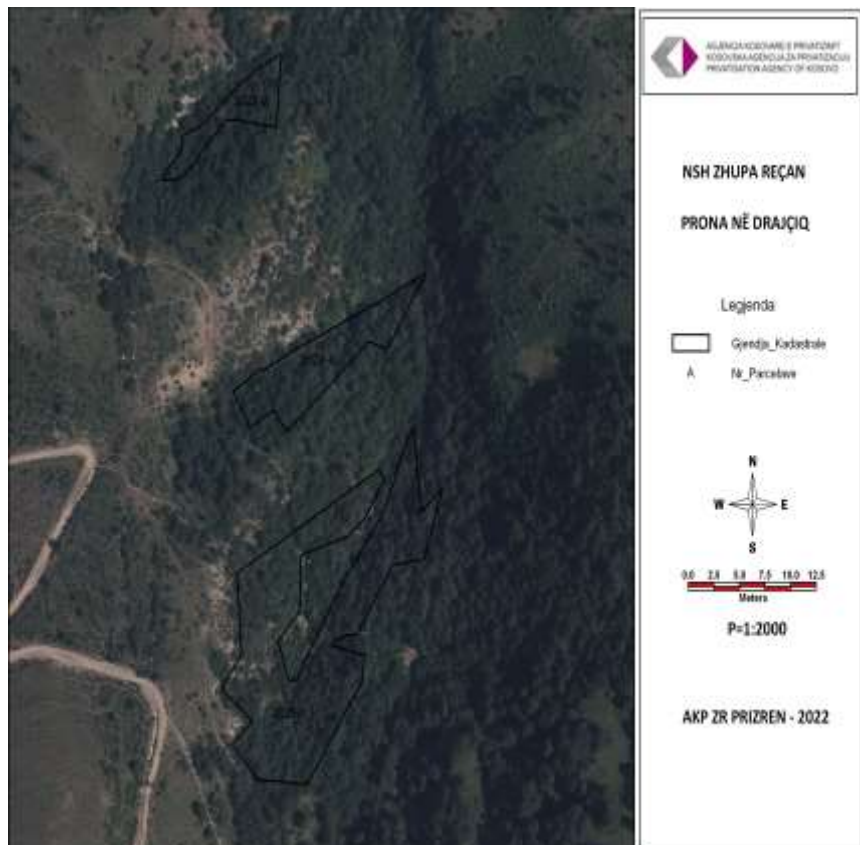 AGJENCIA KOSOVARE E PRIVATIZIMIT
KOSOVSKA AGENCIJA ZA PRIVATIZACIJU
PRIVATISATION AGENCY OF KOSOVO
NSH ZHUPA REÇAN
PRONA NË DRAJÇIQ
Legjenda
Gjendja_Kadastrale
A Nr_Parcelave
N
W E
S
0.0 2.5 5.0 7.5 10.0 12.5
Meters
P=1:2000
AKP ZR PRIZREN - 2022